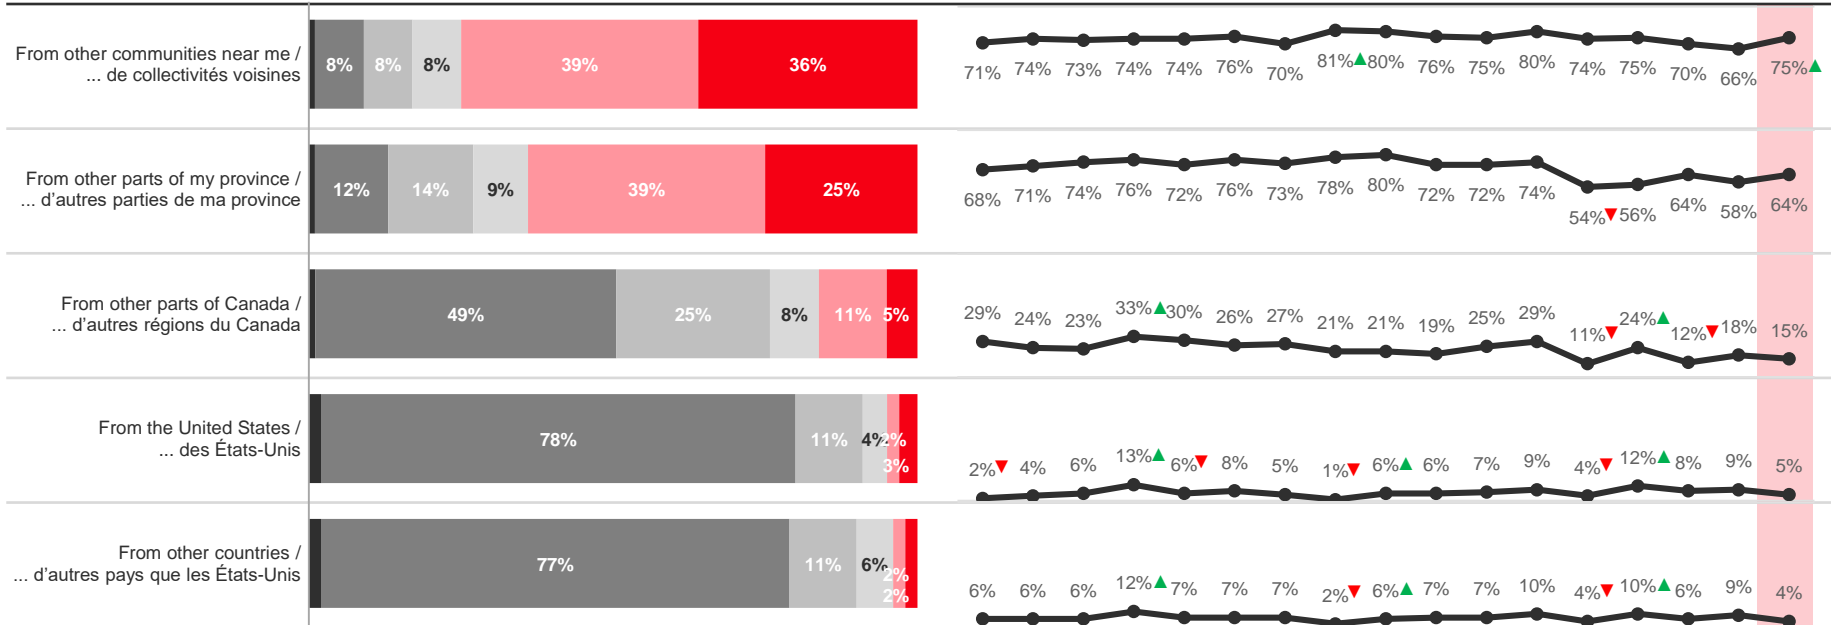 From other communities near me /
... de collectivités voisines
8% 8% 8% 39% 36%
71% 74% 73% 74% 74% 76% 70% 81%▲ 80% 76% 75% 80% 74% 75% 70% 66% 75%▲
From other parts of my province /
... d'autres parties de ma province
12% 14% 9% 39% 25%
68% 71% 74% 76% 72% 76% 73% 78% 80% 72% 72% 74% 54%▼ 56% 64% 58% 64%
From other parts of Canada /
... d'autres régions du Canada
49% 25% 8% 11% 5%
29% 24% 23% 33%▲ 30% 26% 27% 21% 21% 19% 25% 29% 11%▼ 24%▲ 12%▼ 18% 15%
From the United States /
... des États-Unis
78% 11% 4% 2%
3%
2%▼ 4% 6% 13%▲ 6%▼ 8% 5% 1%▼ 6%▲ 6% 7% 9% 4%▼ 12%▲ 8% 9% 5%
From other countries /
... d'autres pays que les États-Unis
77% 11% 6% 2%
2%
6% 6% 6% 12%▲ 7% 7% 7% 2%▼ 6%▲ 7% 7% 10% 4%▼ 10%▲ 6% 9% 4%